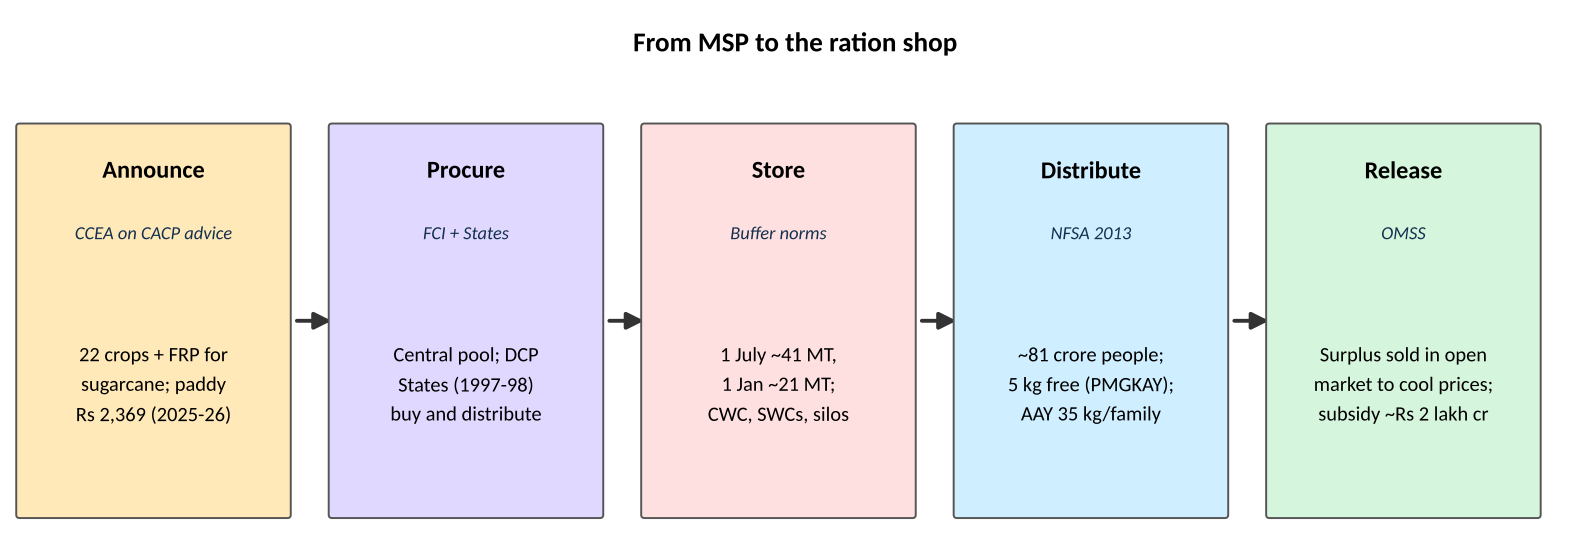 From MSP to the ration shop
Announce
CCEA on CACP advice
22 crops + FRP for
sugarcane; paddy
Rs 2,369 (2025-26)
Procure
FCI + States
Central pool; DCP
States (1997-98)
buy and distribute
Store
Buffer norms
1 July ~41 MT,
1 Jan ~21 MT;
CWC, SWCs, silos
Distribute
NFSA 2013
~81 crore people;
5 kg free (PMGKAY);
AAY 35 kg/family
Release
OMSS
Surplus sold in open
market to cool prices;
subsidy ~Rs 2 lakh cr